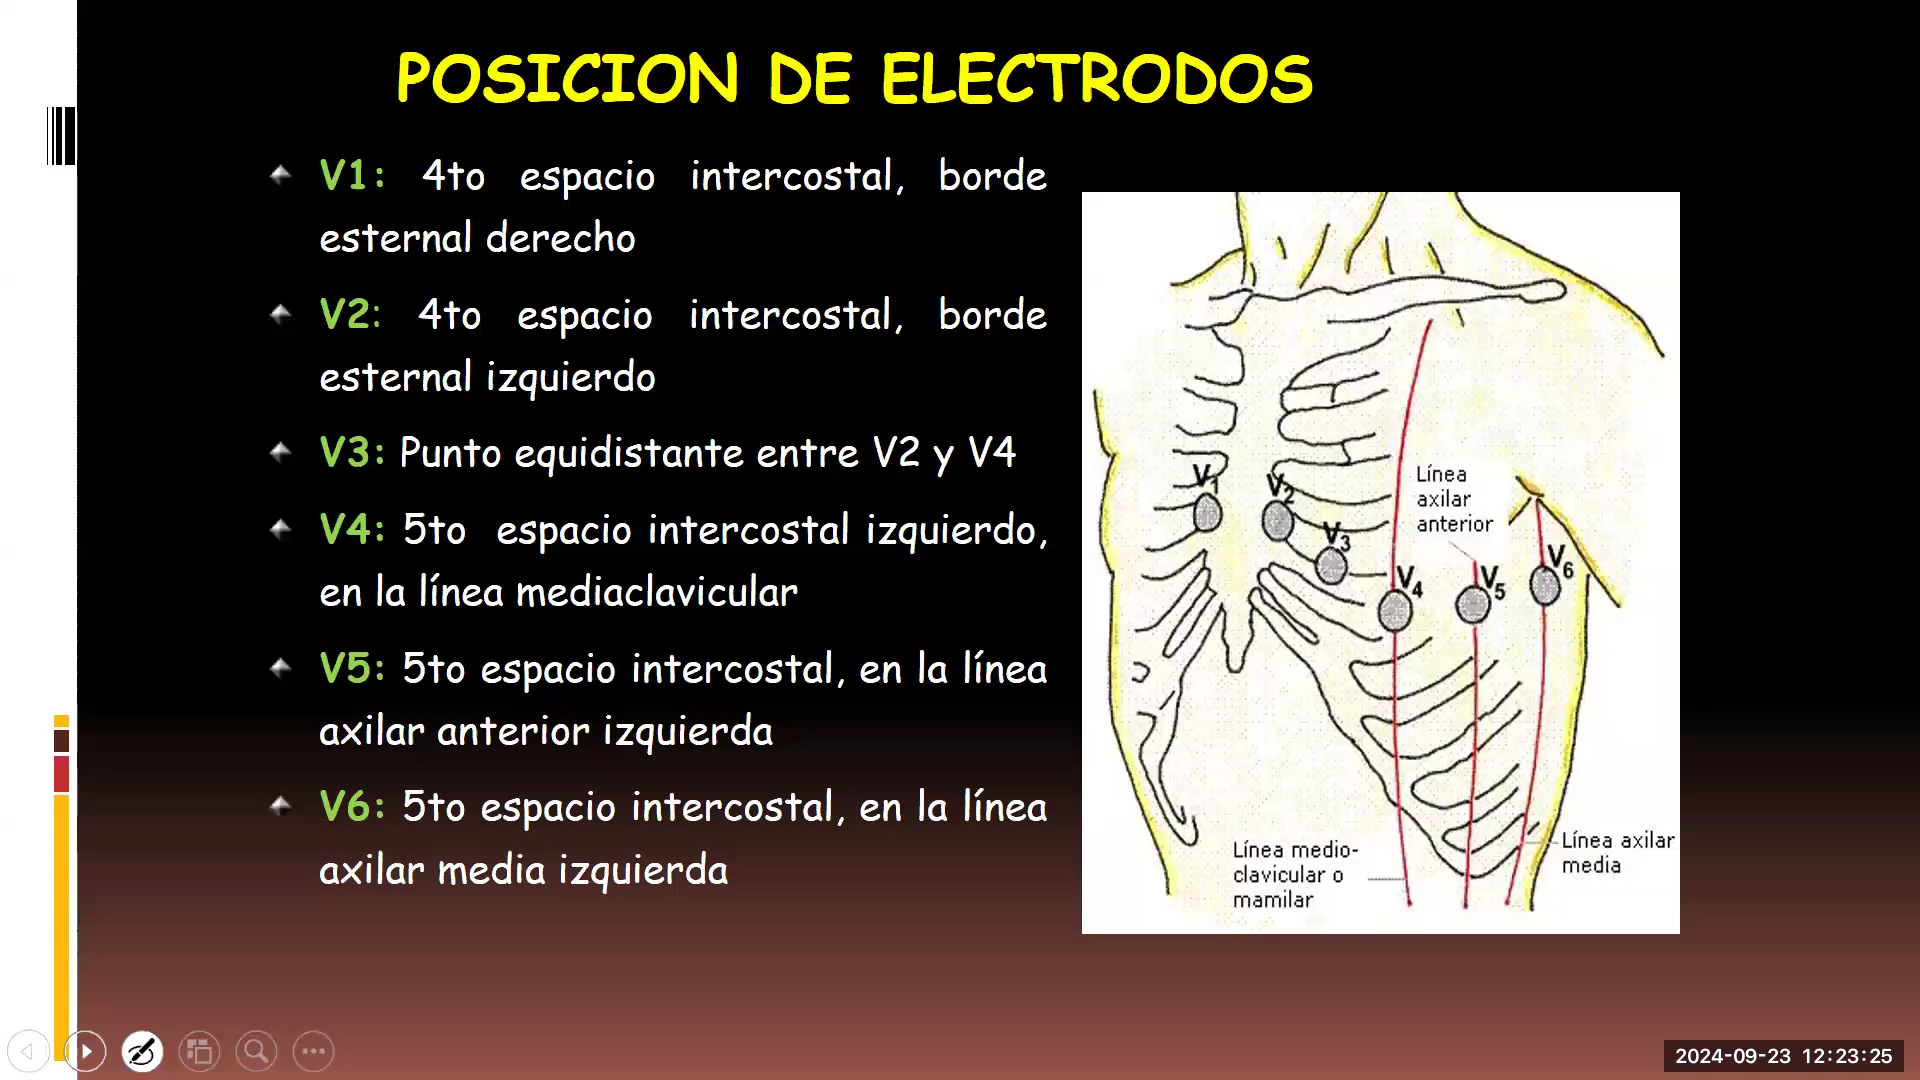 POSICION DE ELECTRODOS
V1: 4to espacio intercostal, borde
esternal derecho
V2: 4to espacio intercostal, borde
esternal izquierdo
V3: Punto equidistante entre V2 y V4
V4: 5to espacio intercostal izquierdo,
en la línea mediaclavicular
V5: 5to espacio intercostal, en la línea
axilar anterior izquierda
V6: 5to espacio intercostal, en la línea
axilar media izquierda
Línea
axilar
anterior
V1
V2
V3
V4
V5
V6
Línea medio-
clavicular o
mamilar
Línea axilar
media
2024-09-23 12:23:25